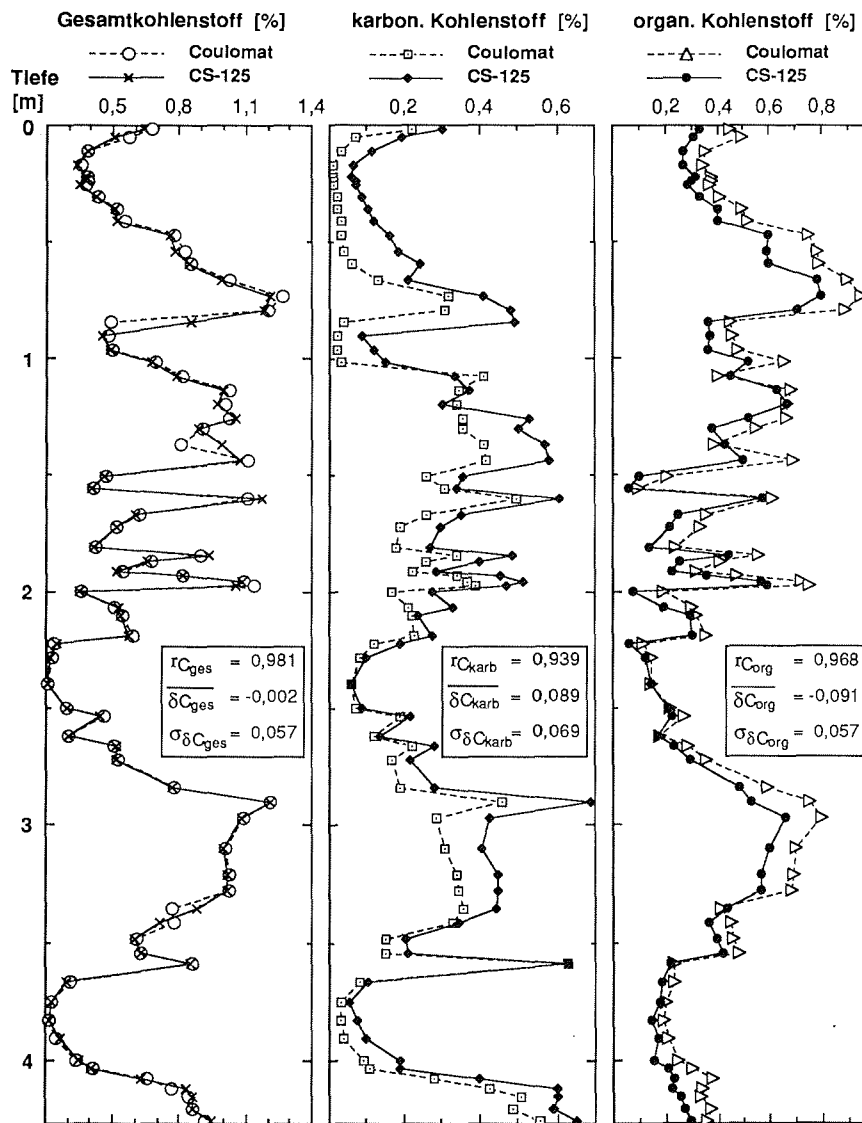 Gesamtkohlenstoff [%]
Coulomat
CS-125
karbon. Kohlenstoff [%]
Coulomat
CS-125
organ. Kohlenstoff [%]
Coulomat
CS-125
Tiefe
[m]
0,5 0,8 1,1 1,4
0,2 0,4 0,6
0,2 0,4 0,6 0,8
0
1
2
3
4
rCges = 0,981
δCges = -0,002
σδCges = 0,057
rCkarb = 0,939
δCkarb = 0,089
σδCkarb = 0,069
rCorg = 0,968
δCorg = -0,091
σδCorg = 0,057